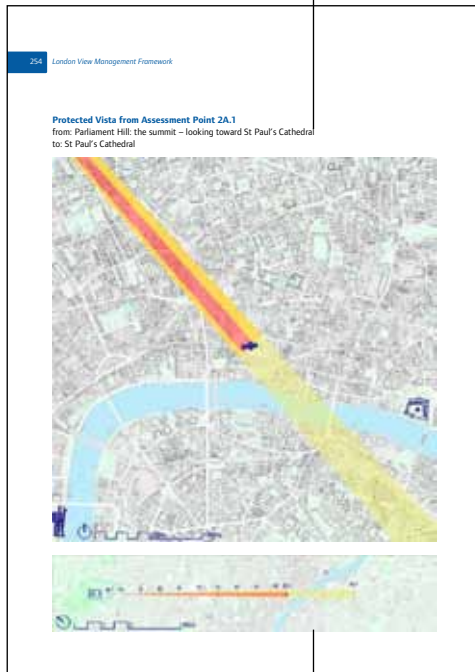 254
London View Management Framework
Protected Vista from Assessment Point 2A.1
from: Parliament Hill: the summit – looking toward St Paul's Cathedral
to: St Paul's Cathedral